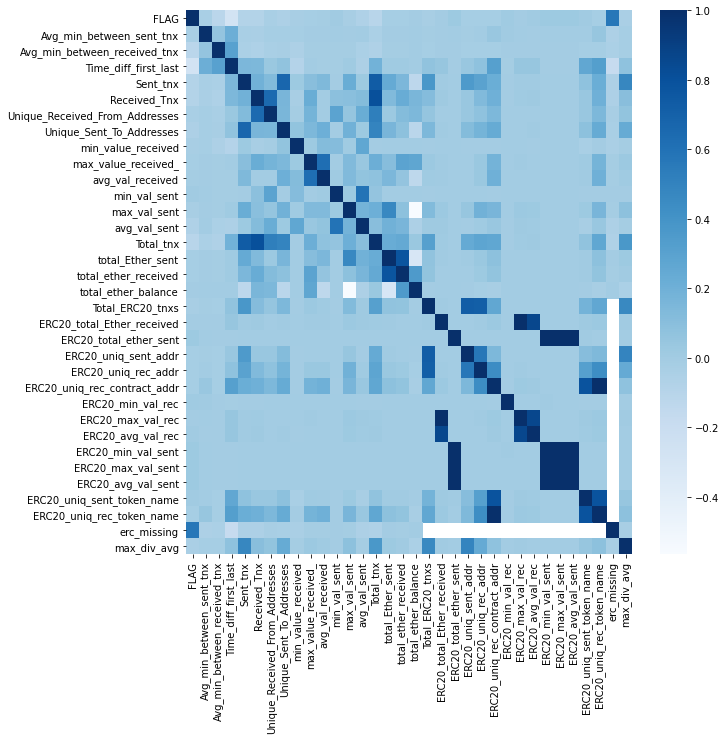 FLAG
Avg_min_between_sent_tnx
Avg_min_between_received_tnx
Time_diff_first_last
Sent_tnx
Received_Tnx
Unique_Received_From_Addresses
Unique_Sent_To_Addresses
min_value_received
max_value_received_
avg_val_received
min_val_sent
max_val_sent
avg_val_sent
Total_tnx
total_Ether_sent
total_ether_received
total_ether_balance
Total_ERC20_tnxs
ERC20_total_Ether_received
ERC20_total_ether_sent
ERC20_uniq_sent_addr
ERC20_uniq_rec_addr
ERC20_uniq_rec_contract_addr
ERC20_min_val_rec
ERC20_max_val_rec
ERC20_avg_val_rec
ERC20_min_val_sent
ERC20_max_val_sent
ERC20_avg_val_sent
ERC20_uniq_sent_token_name
ERC20_uniq_rec_token_name
erc_missing
max_div_avg
FLAG
Avg_min_between_sent_tnx
Avg_min_between_received_tnx
Time_diff_first_last
Sent_tnx
Received_Tnx
Unique_Received_From_Addresses
Unique_Sent_To_Addresses
min_value_received
max_value_received_
avg_val_received
min_val_sent
max_val_sent
avg_val_sent
Total_tnx
total_Ether_sent
total_ether_received
total_ether_balance
Total_ERC20_tnxs
ERC20_total_Ether_received
ERC20_total_ether_sent
ERC20_uniq_sent_addr
ERC20_uniq_rec_addr
ERC20_uniq_rec_contract_addr
ERC20_min_val_rec
ERC20_max_val_rec
ERC20_avg_val_rec
ERC20_min_val_sent
ERC20_max_val_sent
ERC20_avg_val_sent
ERC20_uniq_sent_token_name
ERC20_uniq_rec_token_name
erc_missing
max_div_avg
1.0
0.8
0.6
0.4
0.2
0.0
−0.2
−0.4